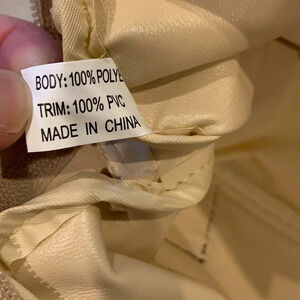 BODY: 100% POLYE
TRIM: 100% PVC
MADE IN CHINA